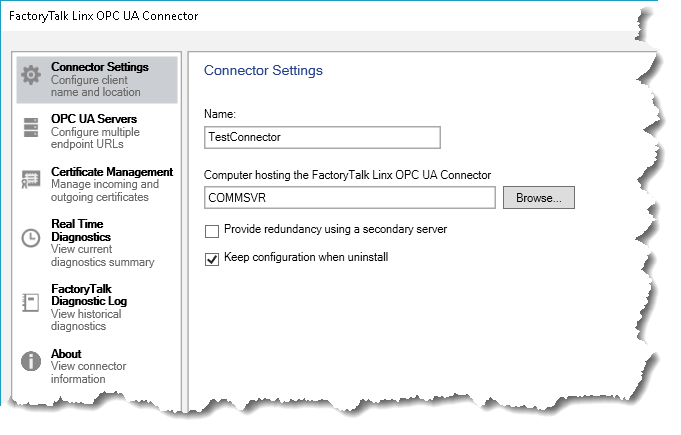 FactoryTalk Linx OPC UA Connector
Connector Settings
Configure client
name and location
OPC UA Servers
Configure multiple
endpoint URLs
Certificate Management
Manage incoming and
outgoing certificates
Real Time
Diagnostics
View current
diagnostics summary
FactoryTalk
Diagnostic Log
View historical
diagnostics
About
View connector
information
Connector Settings
Name:
TestConnector
Computer hosting the FactoryTalk Linx OPC UA Connector
COMMSVR
Browse...
Provide redundancy using a secondary server
Keep configuration when uninstall